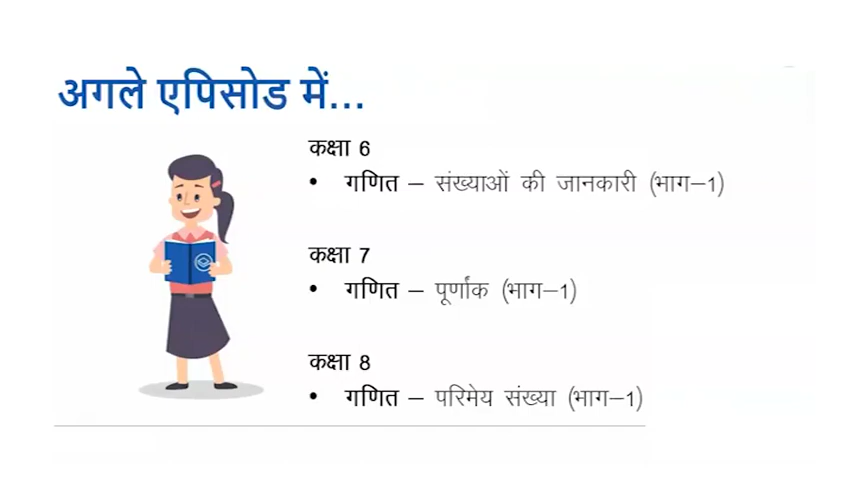 अगले एपिसोड में...
कक्षा 6
• गणित – संख्याओं की जानकारी (भाग–1)
कक्षा 7
• गणित – पूर्णांक (भाग–1)
कक्षा 8
• गणित – परिमेय संख्या (भाग–1)